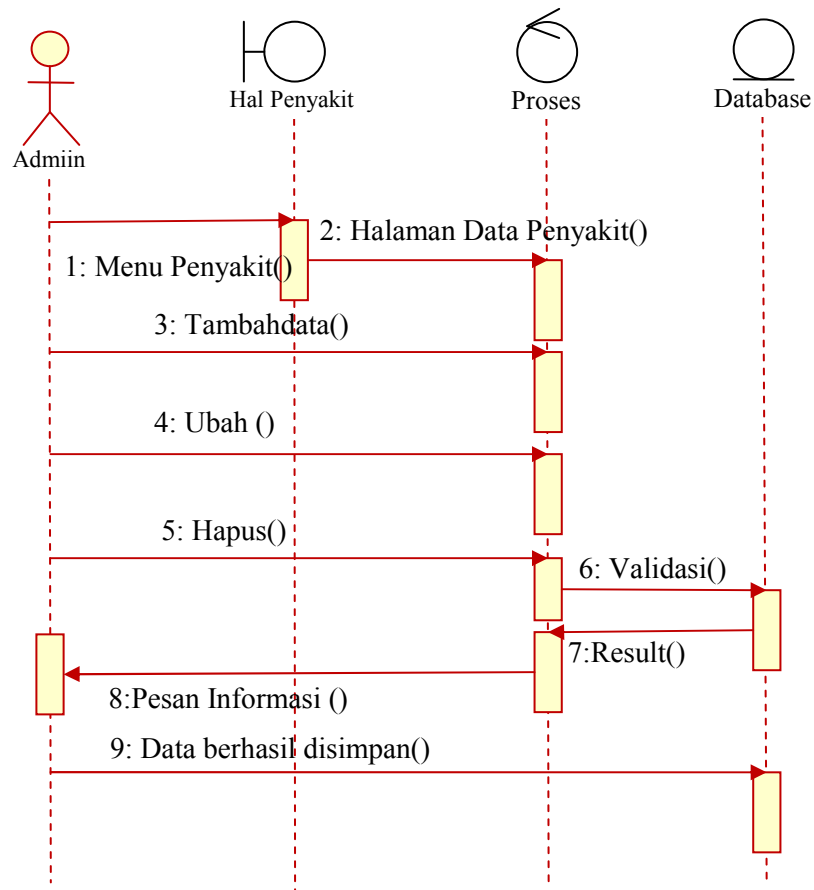 Hal Penyakit
Proses
Database
Admiin
2: Halaman Data Penyakit()
1: Menu Penyakit()
3: Tambahdata()
4: Ubah ()
5: Hapus()
6: Validasi()
7:Result()
8:Pesan Informasi ()
9: Data berhasil disimpan()